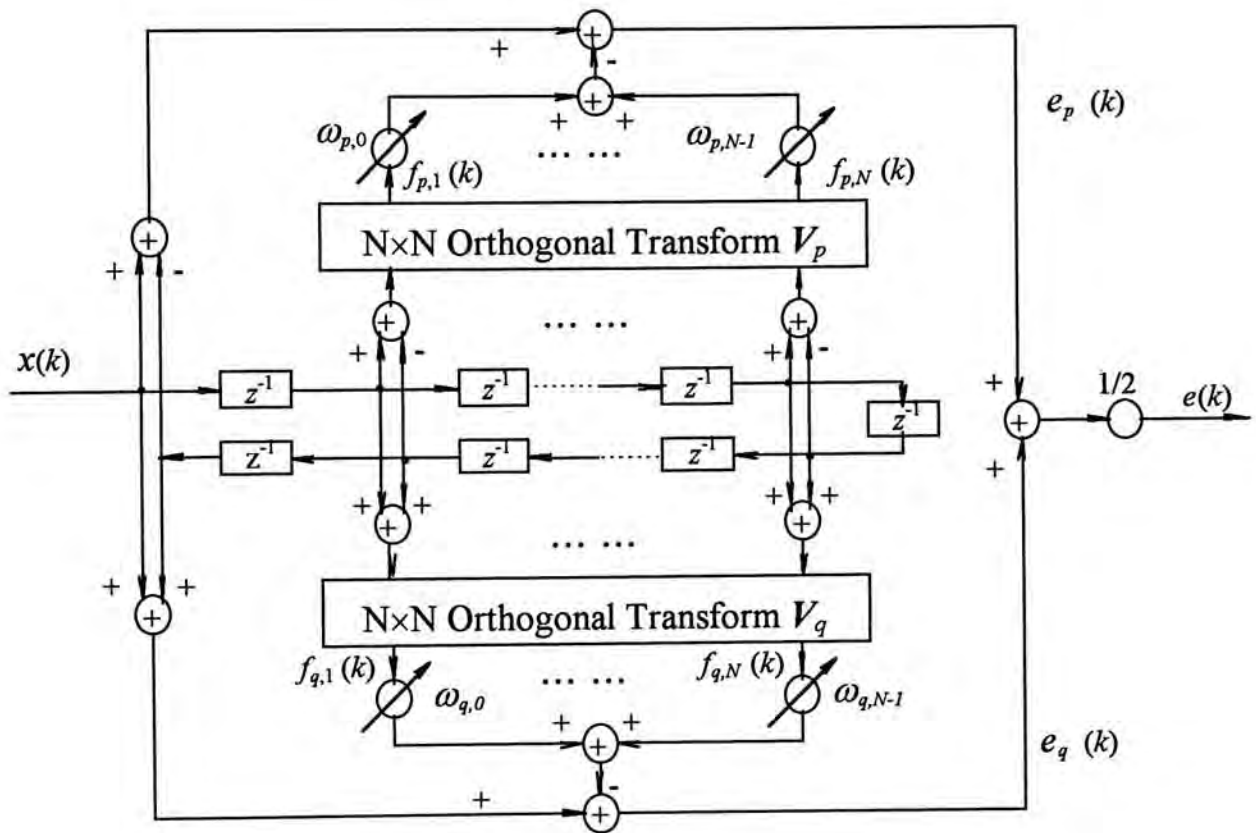 +
+
-
+
+
+
e_p (k)
ω_{p,0}
ω_{p,N-1}
... ...
f_{p,1} (k)
f_{p,N} (k)
N×N Orthogonal Transform V_p
+
+
-
+
+
... ...
+
-
+
-
x(k)
z^{-1}
z^{-1}
z^{-1}
z^{-1}
+
1/2
e(k)
+
+
z^{-1}
z^{-1}
z^{-1}
+
+
+
+
+
+
... ...
+
+
+
N×N Orthogonal Transform V_q
f_{q,1} (k)
f_{q,N} (k)
... ...
ω_{q,0}
ω_{q,N-1}
+
+
+
e_q (k)
-
+
+